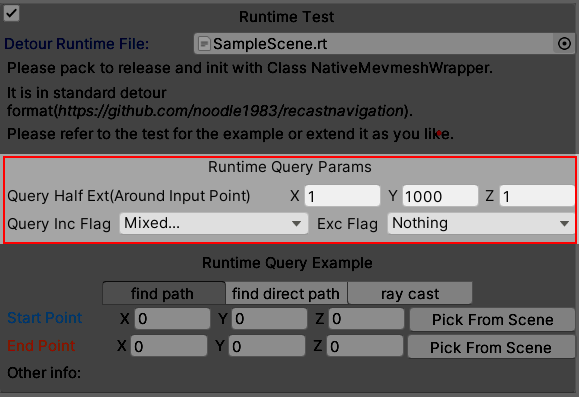 Runtime Test
Detour Runtime File: SampleScene.rt
Please pack to release and init with Class NativeMevmeshWrapper.
It is in standard detour
format(https://github.com/noodle1983/recastnavigation).
Please refer to the test for the example or extend it as you like.
Runtime Query Params
Query Half Ext(Around Input Point) X 1 Y 1000 Z 1
Query Inc Flag Mixed... Exc Flag Nothing
Runtime Query Example
find path find direct path ray cast
Start Point X 0 Y 0 Z 0 Pick From Scene
End Point X 0 Y 0 Z 0 Pick From Scene
Other info: